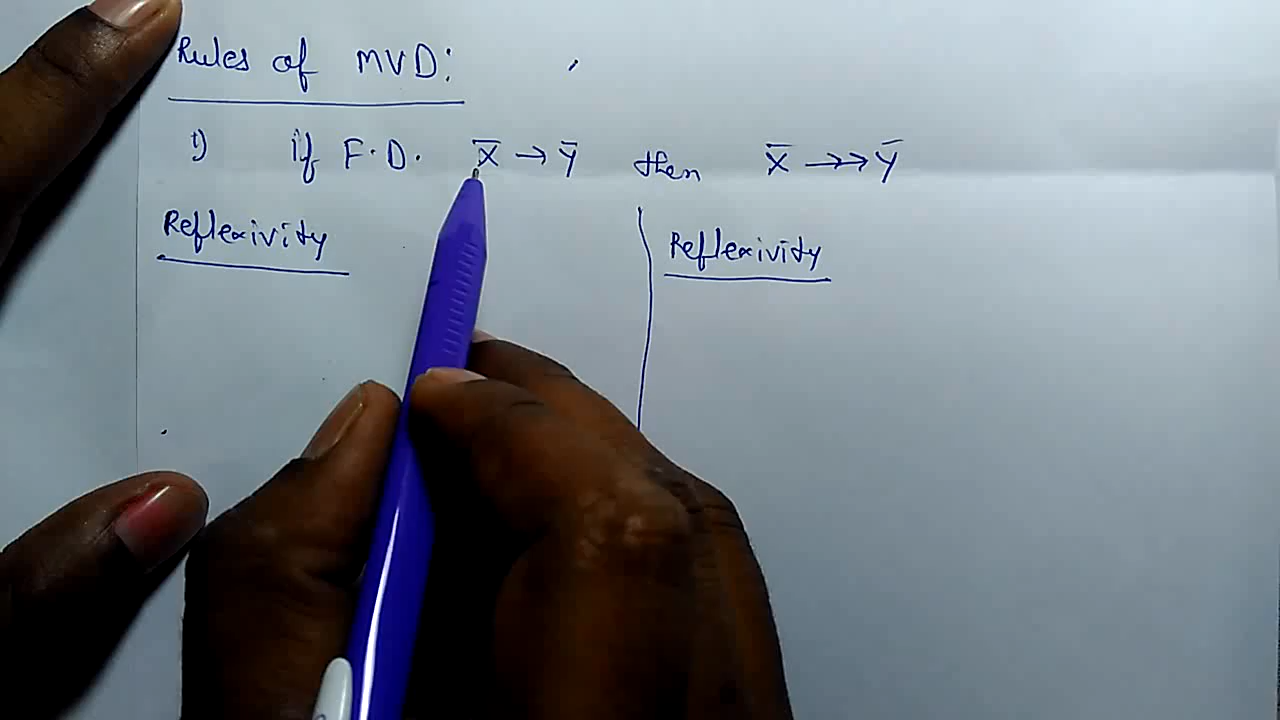 Rules of MVD:
1) if F.D. X̄ → Ȳ then X̄ →→ Ȳ
Reflexivity
Reflexivity